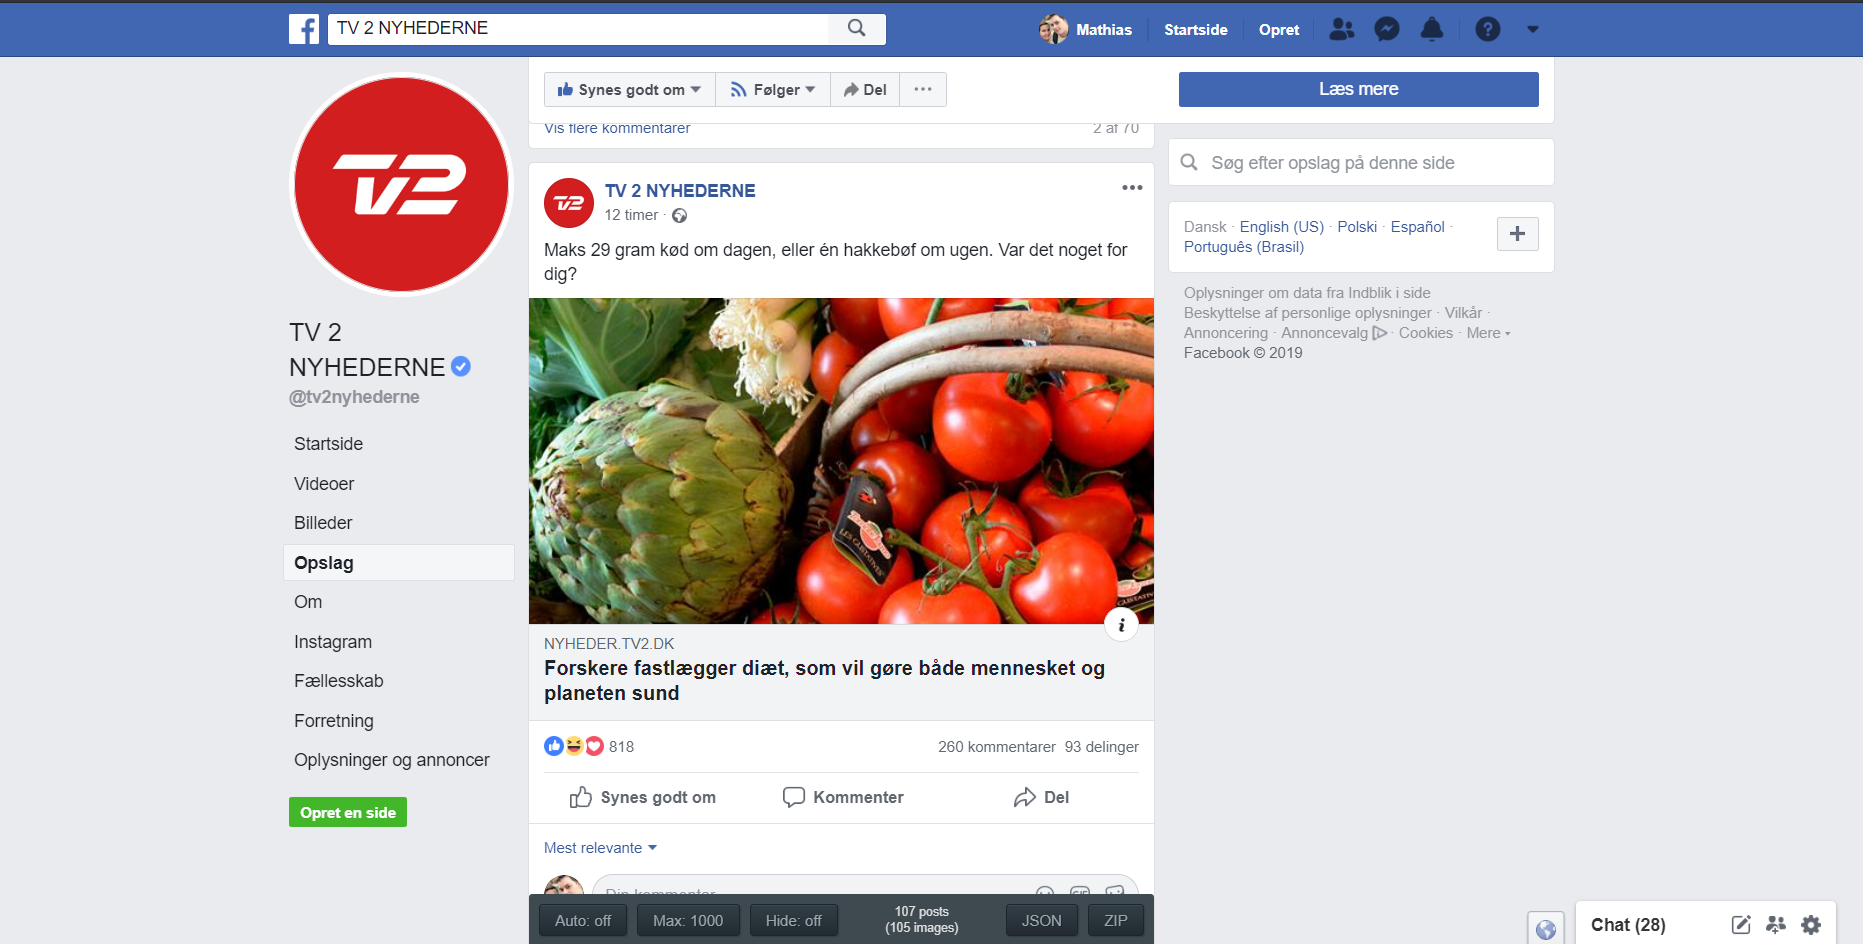 TV 2 NYHEDERNE
Mathias
Startside
Opret
Synes godt om
Følger
Del
Læs mere
Vis flere kommentarer
2 af 70
TV2
TV 2
NYHEDERNE
@tv2nyhederne
Startside
Videoer
Billeder
Opslag
Om
Instagram
Fællesskab
Forretning
Oplysninger og annoncer
Opret en side
TV2
TV 2 NYHEDERNE
12 timer ·
Maks 29 gram kød om dagen, eller én hakkebøf om ugen. Var det noget for
dig?
LES GUSTATIVES
NYHEDER.TV2.DK
Forskere fastlægger diæt, som vil gøre både mennesket og
planeten sund
818
260 kommentarer 93 delinger
Synes godt om
Kommenter
Del
Mest relevante
Din kommentar
GIF
Auto: off
Max: 1000
Hide: off
107 posts
(105 images)
JSON
ZIP
Søg efter opslag på denne side
Dansk · English (US) · Polski · Español ·
Português (Brasil)
Oplysninger om data fra Indblik i side
Beskyttelse af personlige oplysninger · Vilkår ·
Annoncering · Annoncevalg · Cookies · Mere
Facebook © 2019
Chat (28)